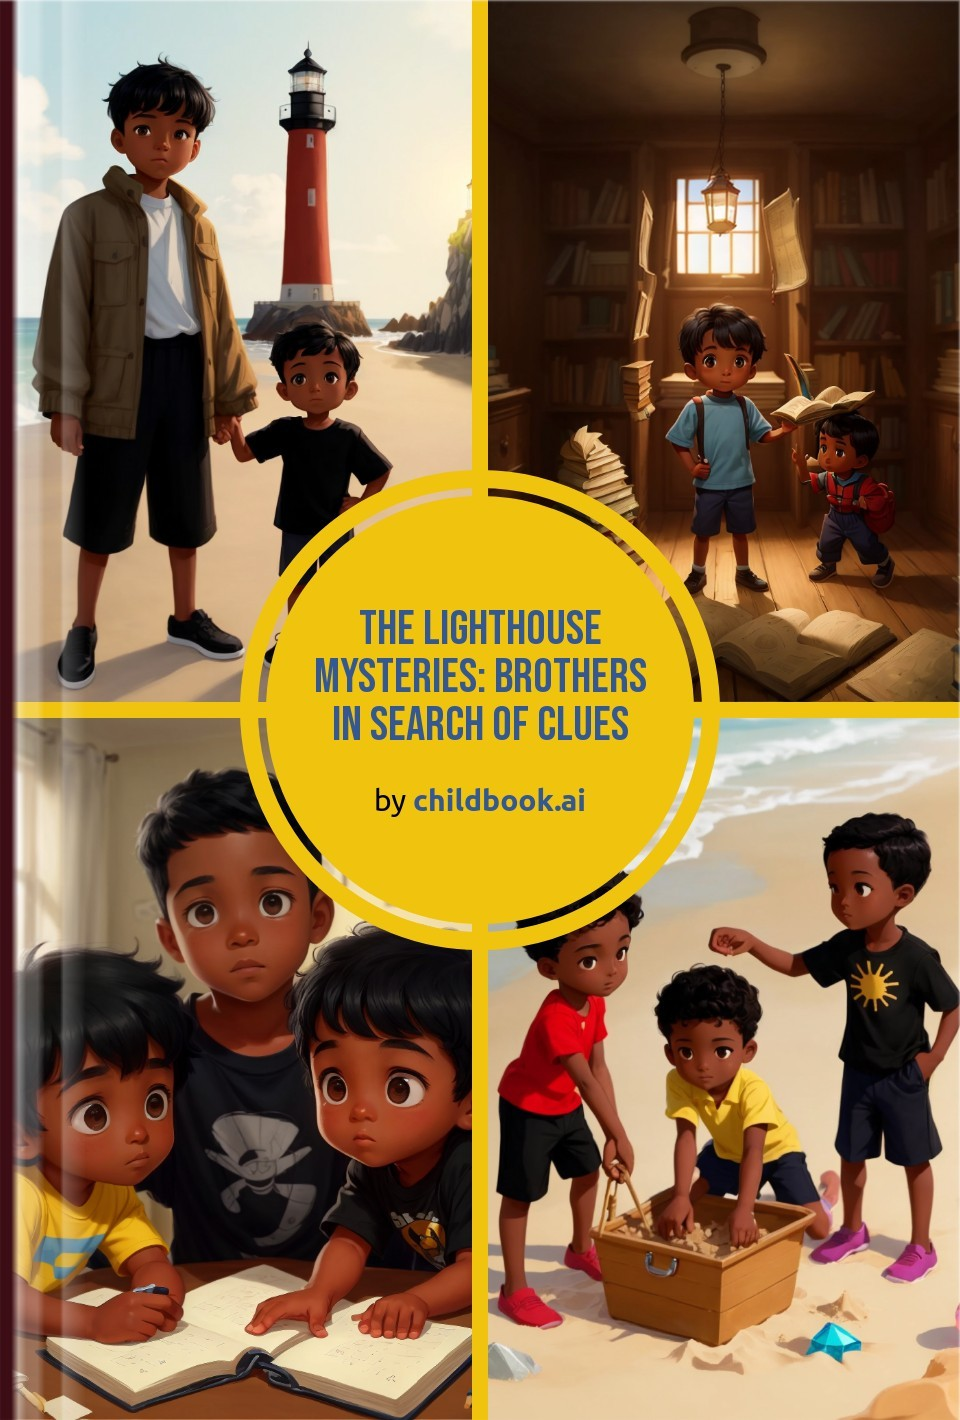 THE LIGHTHOUSE
MYSTERIES: BROTHERS
IN SEARCH OF CLUES
by childbook.ai